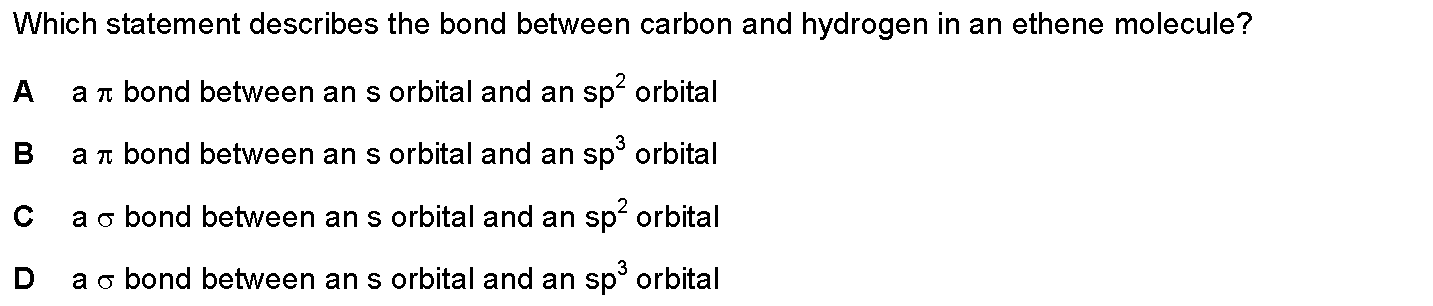 Which statement describes the bond between carbon and hydrogen in an ethene molecule?
A a π bond between an s orbital and an sp² orbital
B a π bond between an s orbital and an sp³ orbital
C a σ bond between an s orbital and an sp² orbital
D a σ bond between an s orbital and an sp³ orbital